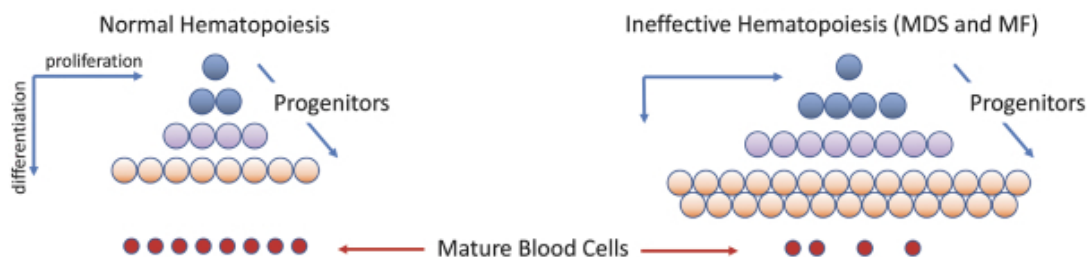 Normal Hematopoiesis
Ineffective Hematopoiesis (MDS and MF)
proliferation
differentiation
Progenitors
Progenitors
Mature Blood Cells